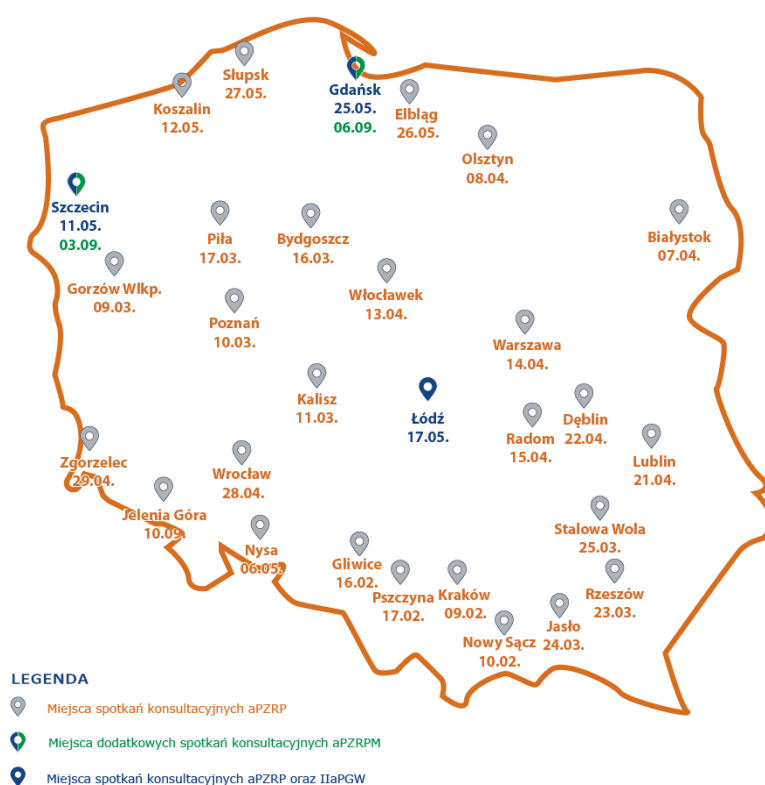 Słupsk
27.05.
Koszalin
12.05.
Gdańsk
25.05.
06.09.
Elbląg
26.05.
Olsztyn
08.04.
Szczecin
11.05.
03.09.
Piła
17.03.
Bydgoszcz
16.03.
Białystok
07.04.
Gorzów Wlkp.
09.03.
Włocławek
13.04.
Poznań
10.03.
Warszawa
14.04.
Kalisz
11.03.
Łódź
17.05.
Dęblin
22.04.
Radom
15.04.
Lublin
21.04.
Zgorzelec
29.04.
Wrocław
28.04.
Jelenia Góra
10.09.
Stalowa Wola
25.03.
Nysa
06.05.
Gliwice
16.02.
Pszczyna
17.02.
Kraków
09.02.
Rzeszów
23.03.
Jasło
24.03.
Nowy Sącz
10.02.
LEGENDA
Miejsca spotkań konsultacyjnych aPZRP
Miejsca dodatkowych spotkań konsultacyjnych aPZRPM
Miejsca spotkań konsultacyjnych aPZRP oraz IIaPGW